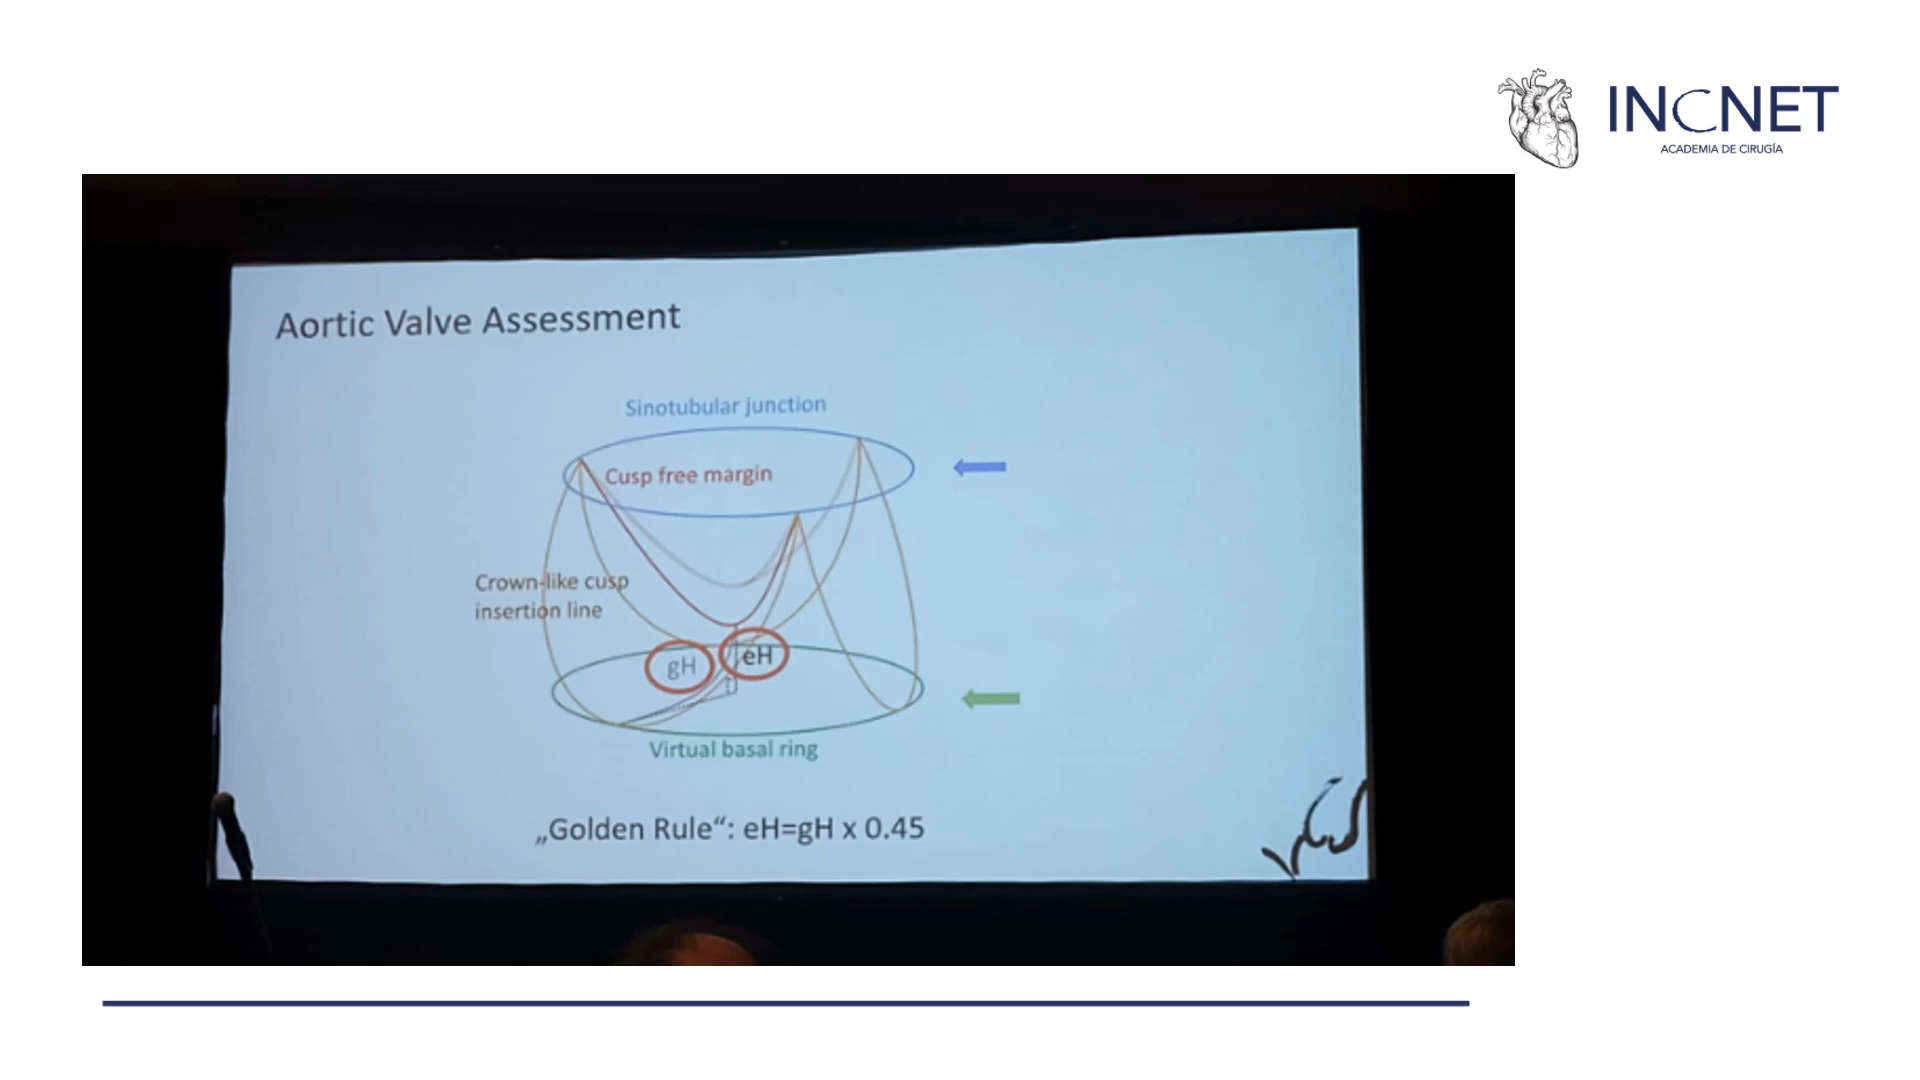 INCNET
ACADEMIA DE CIRUGÍA
Aortic Valve Assessment
Sinotubular junction
Cusp free margin
Crown-like cusp
insertion line
gH
eH
Virtual basal ring
„Golden Rule“: eH=gH x 0.45